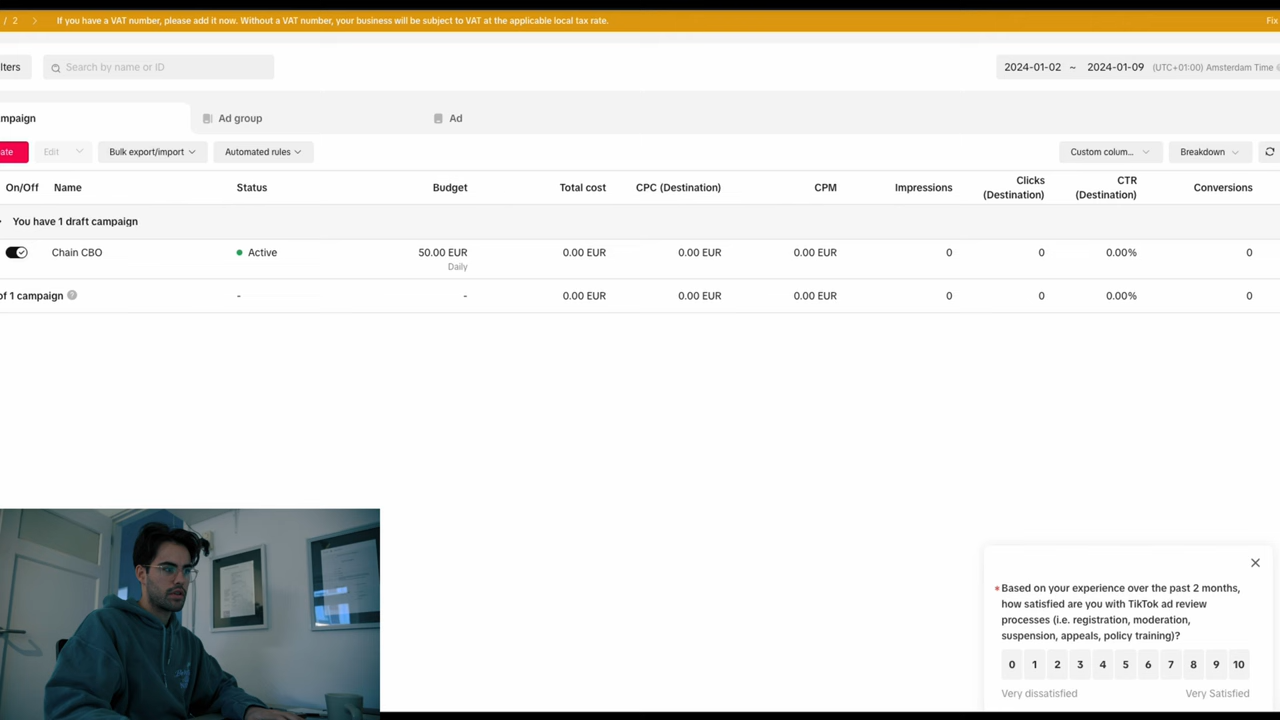 / 2 > If you have a VAT number, please add it now. Without a VAT number, your business will be subject to VAT at the applicable local tax rate. Fix
lters Search by name or ID 2024-01-02 ~ 2024-01-09 (UTC+01:00) Amsterdam Time
mpaign Ad group Ad
ate Edit Bulk export/import Automated rules Custom colum... Breakdown
On/Off Name Status Budget Total cost CPC (Destination) CPM Impressions Clicks (Destination) CTR (Destination) Conversions
You have 1 draft campaign
Chain CBO Active 50.00 EUR 0.00 EUR 0.00 EUR 0.00 EUR 0 0 0.00% 0
Daily
of 1 campaign - - 0.00 EUR 0.00 EUR 0.00 EUR 0 0 0.00% 0
* Based on your experience over the past 2 months,
how satisfied are you with TikTok ad review
processes (i.e. registration, moderation,
suspension, appeals, policy training)?
0 1 2 3 4 5 6 7 8 9 10
Very dissatisfied Very Satisfied